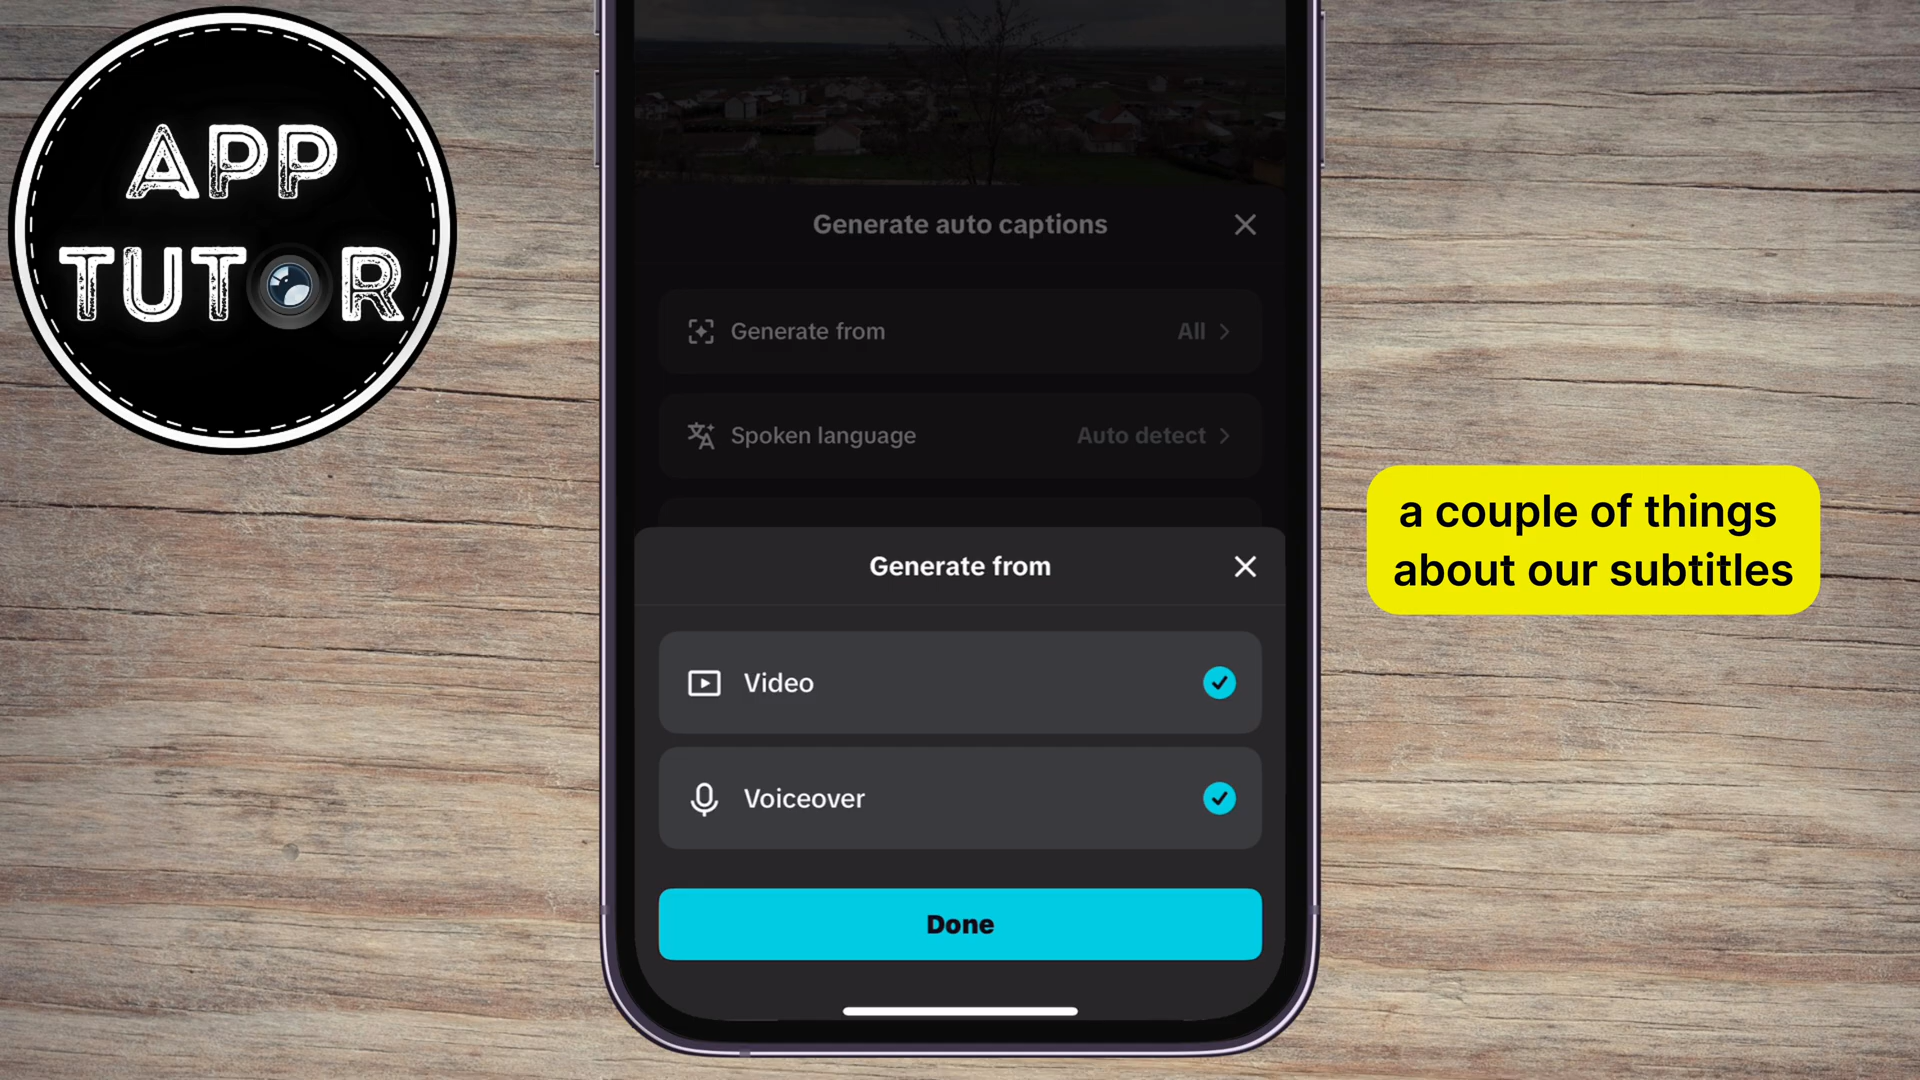 APP
TUTOR
Generate auto captions
Generate from All
Spoken language Auto detect
Generate from
Video
Voiceover
Done
a couple of things
about our subtitles